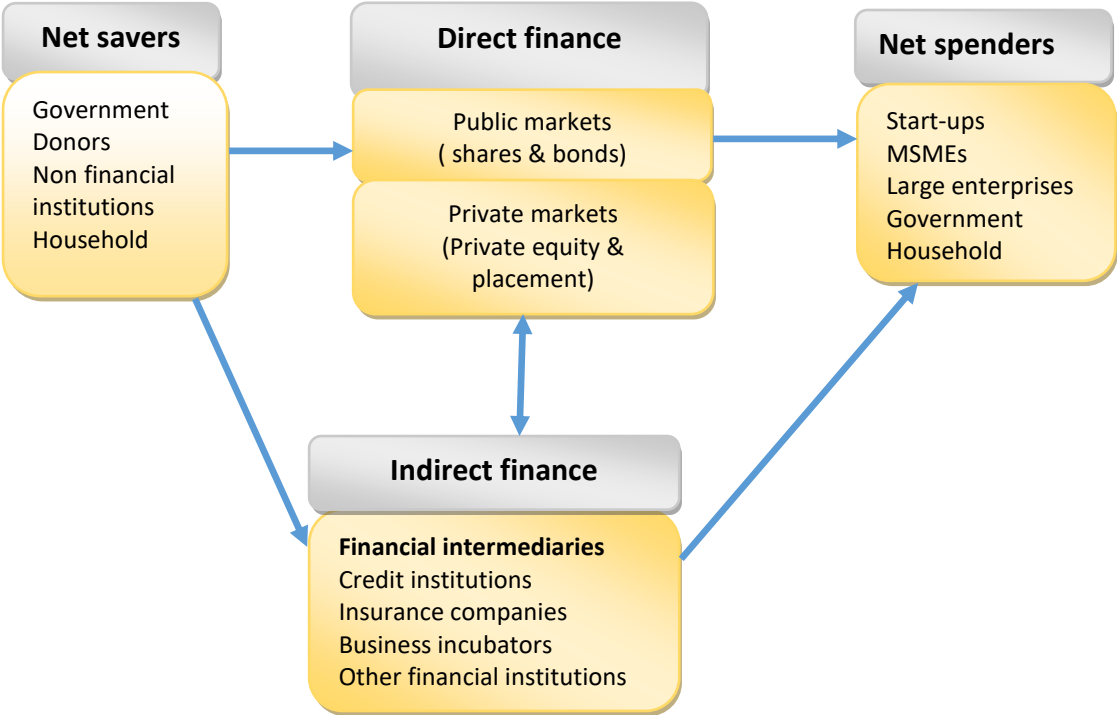 Net savers
Government
Donors
Non financial
institutions
Household
Direct finance
Public markets
( shares & bonds)
Private markets
(Private equity &
placement)
Net spenders
Start-ups
MSMEs
Large enterprises
Government
Household
Indirect finance
Financial intermediaries
Credit institutions
Insurance companies
Business incubators
Other financial institutions